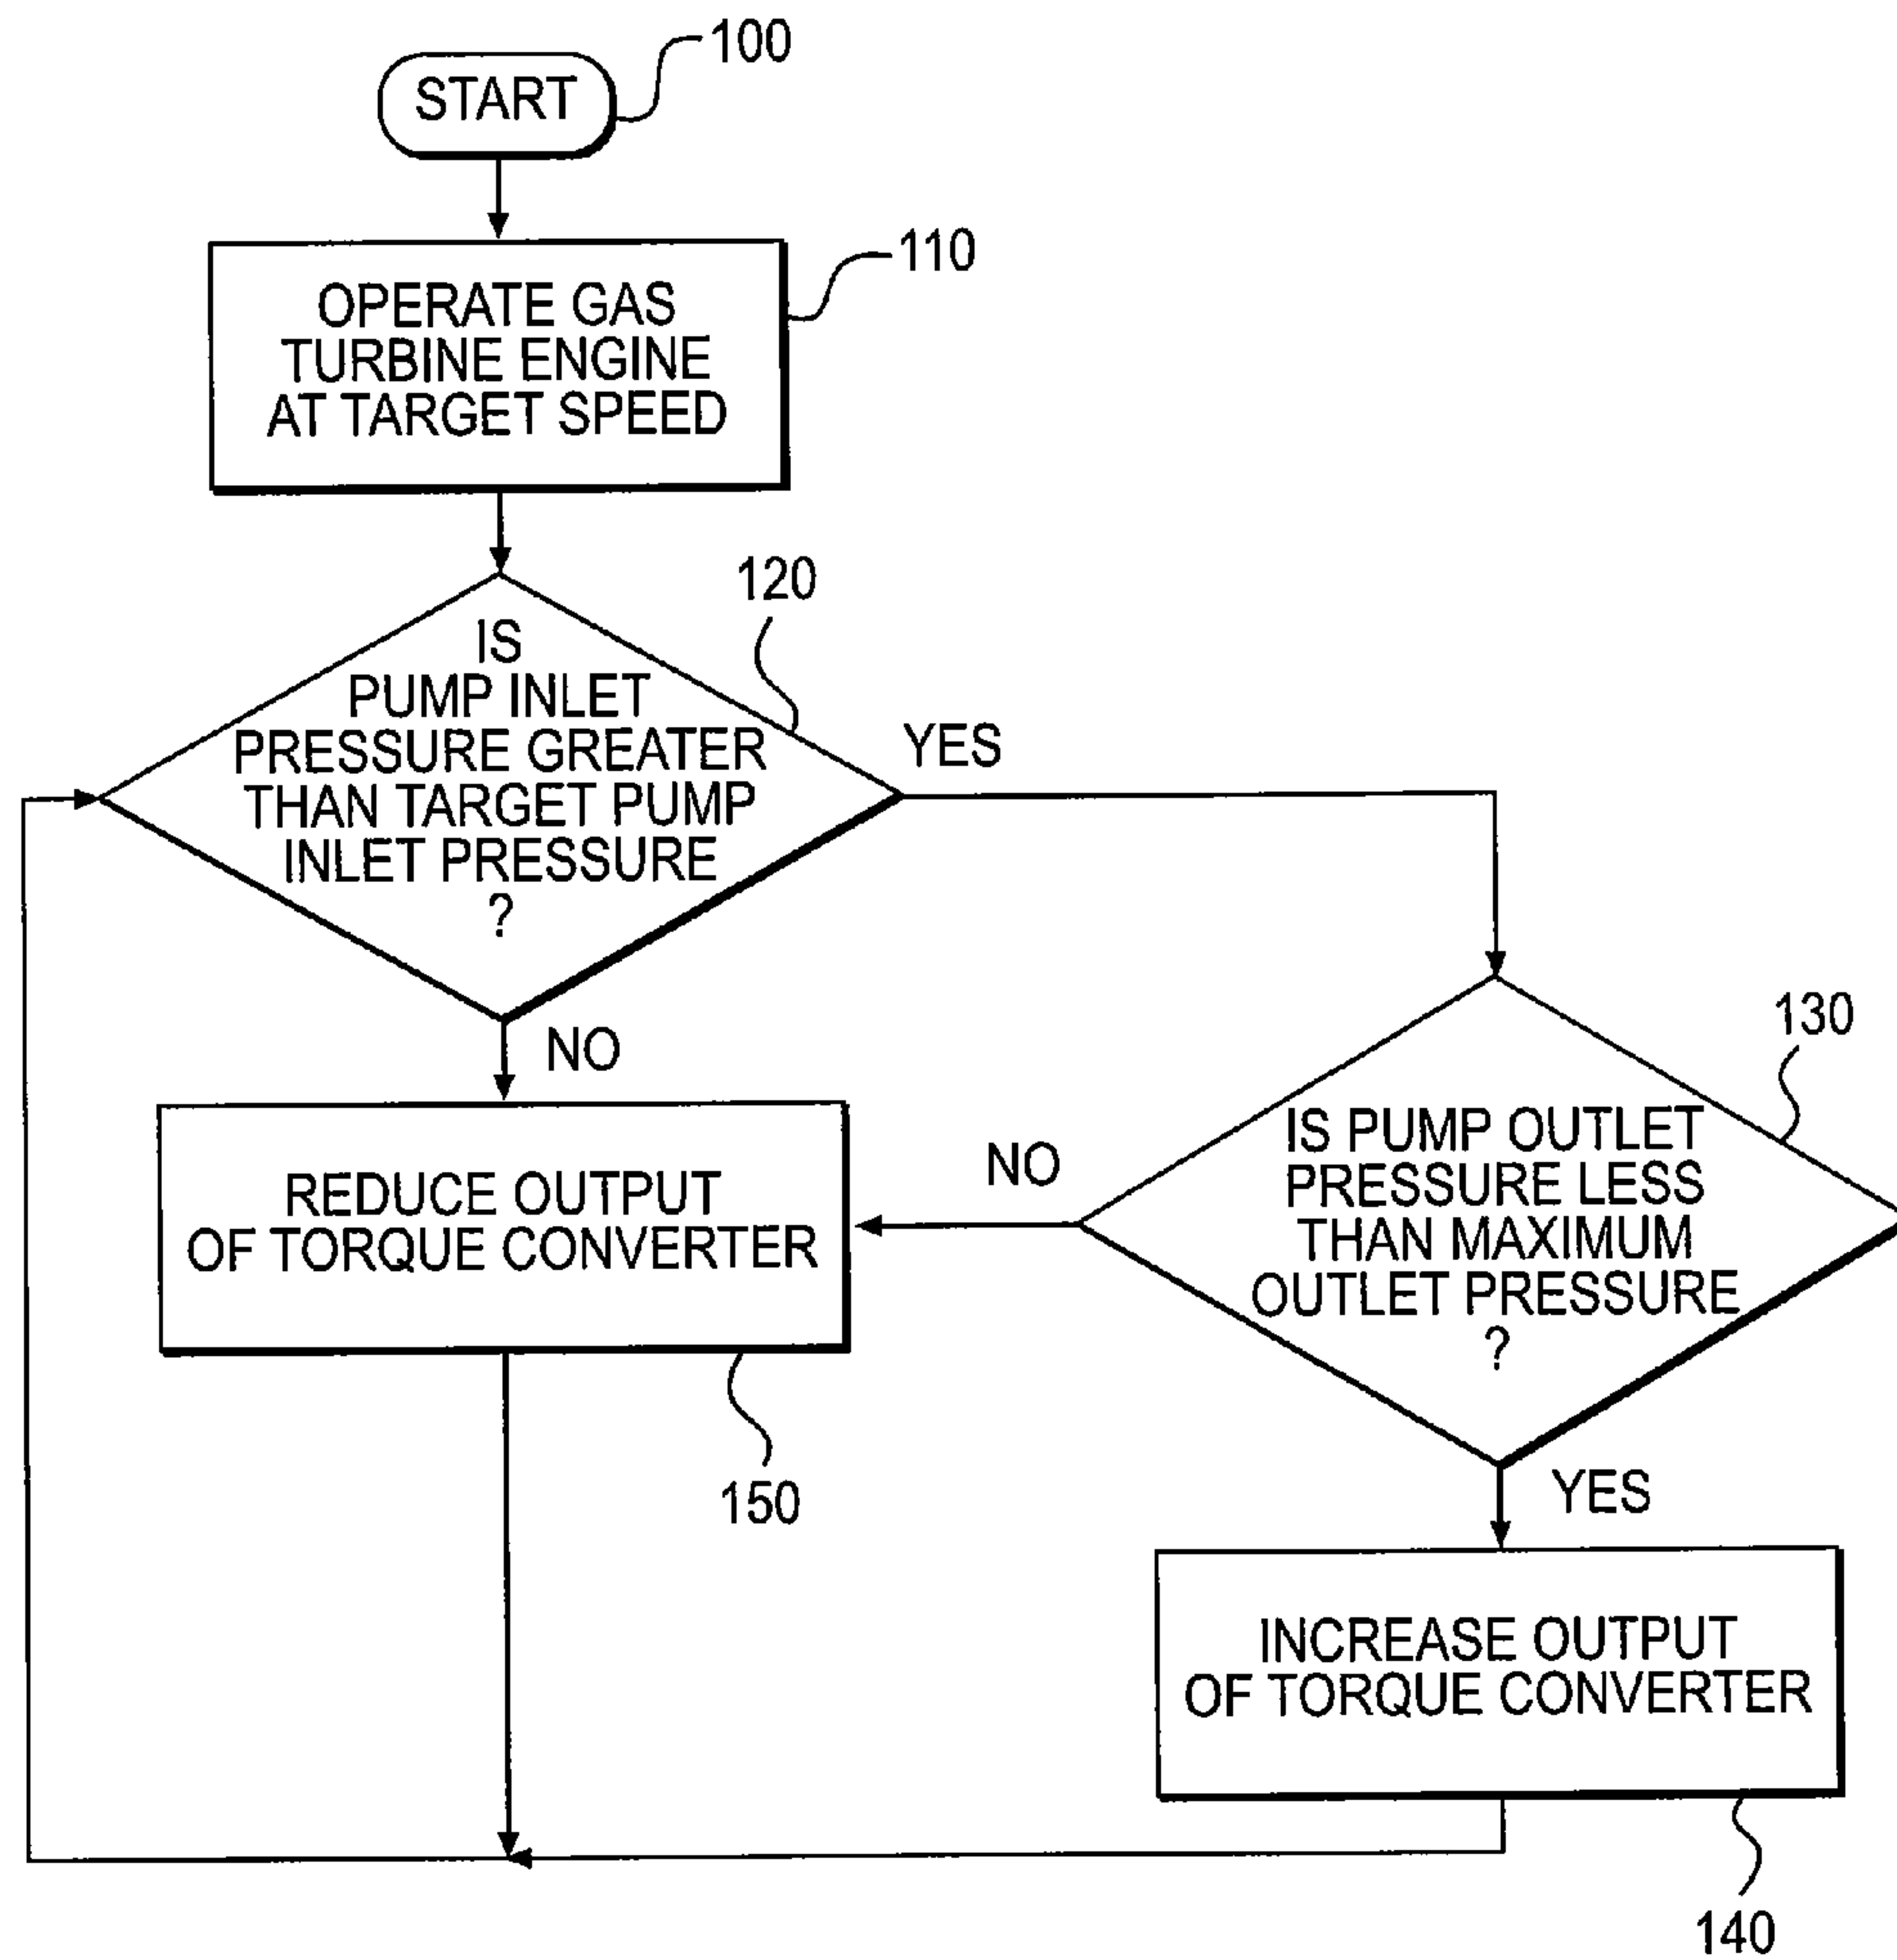 START
100
OPERATE GAS
TURBINE ENGINE
AT TARGET SPEED
110
IS
PUMP INLET
PRESSURE GREATER
THAN TARGET PUMP
INLET PRESSURE
?
120
YES
NO
IS PUMP OUTLET
PRESSURE LESS
THAN MAXIMUM
OUTLET PRESSURE
?
130
NO
REDUCE OUTPUT
OF TORQUE CONVERTER
150
YES
INCREASE OUTPUT
OF TORQUE CONVERTER
140